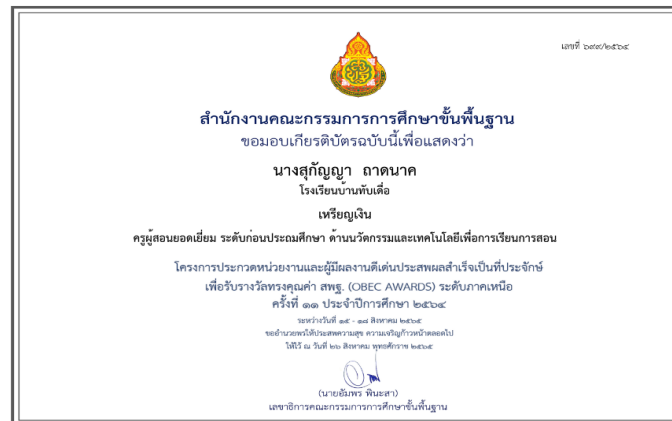 เลขที่ ๖๙๙/๒๕๖๔
สำนักงานคณะกรรมการการศึกษาขั้นพื้นฐาน
ขอมอบเกียรติบัตรฉบับนี้เพื่อแสดงว่า
นางสุกัญญา ถาดนาค
โรงเรียนบ้านทับเดื่อ
เหรียญเงิน
ครูผู้สอนยอดเยี่ยม ระดับก่อนประถมศึกษา ด้านนวัตกรรมและเทคโนโลยีเพื่อการเรียนการสอน
โครงการประกวดหน่วยงานและผู้มีผลงานดีเด่นประสพผลสำเร็จเป็นที่ประจักษ์
เพื่อรับรางวัลทรงคุณค่า สพฐ. (OBEC AWARDS) ระดับภาคเหนือ
ครั้งที่ ๑๑ ประจำปีการศึกษา ๒๕๖๔
ระหว่างวันที่ ๑๕ - ๑๘ สิงหาคม ๒๕๖๕
ขออำนวยพรให้ประสพความสุข ความเจริญก้าวหน้าตลอดไป
ให้ไว้ ณ วันที่ ๒๖ สิงหาคม พุทธศักราช ๒๕๖๕
(นายอัมพร พินะสา)
เลขาธิการคณะกรรมการการศึกษาขั้นพื้นฐาน